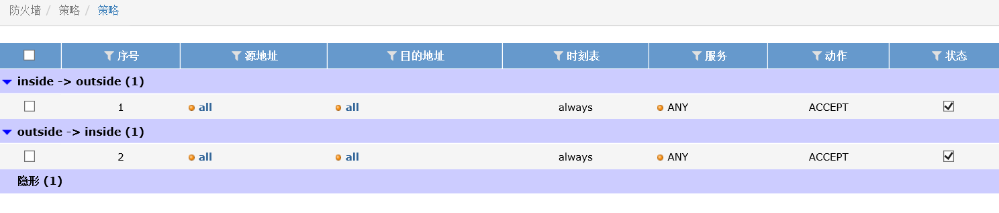 防火墙 / 策略 / 策略
序号 源地址 目的地址 时刻表 服务 动作 状态
inside -> outside (1)
1 all all always ANY ACCEPT
outside -> inside (1)
2 all all always ANY ACCEPT
隐形 (1)